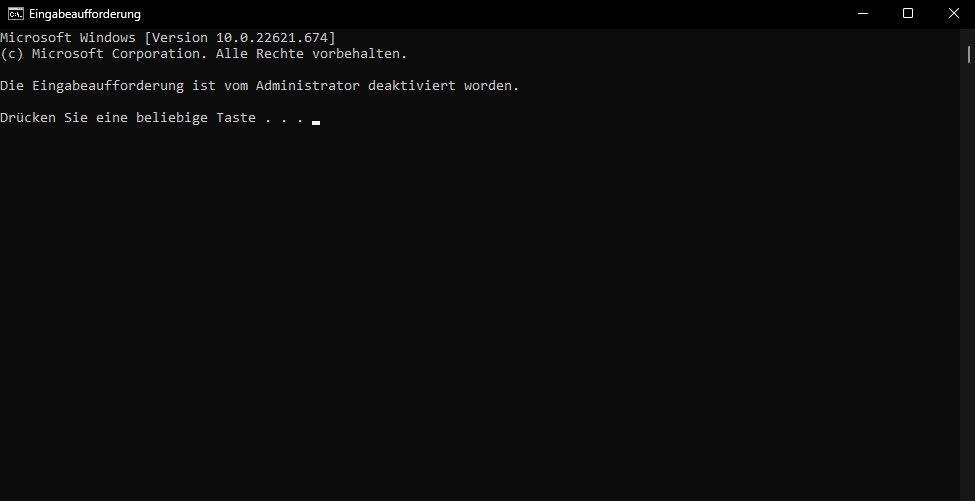 Eingabeaufforderung
Microsoft Windows [Version 10.0.22621.674]
(c) Microsoft Corporation. Alle Rechte vorbehalten.
Die Eingabeaufforderung ist vom Administrator deaktiviert worden.
Drücken Sie eine beliebige Taste . . .